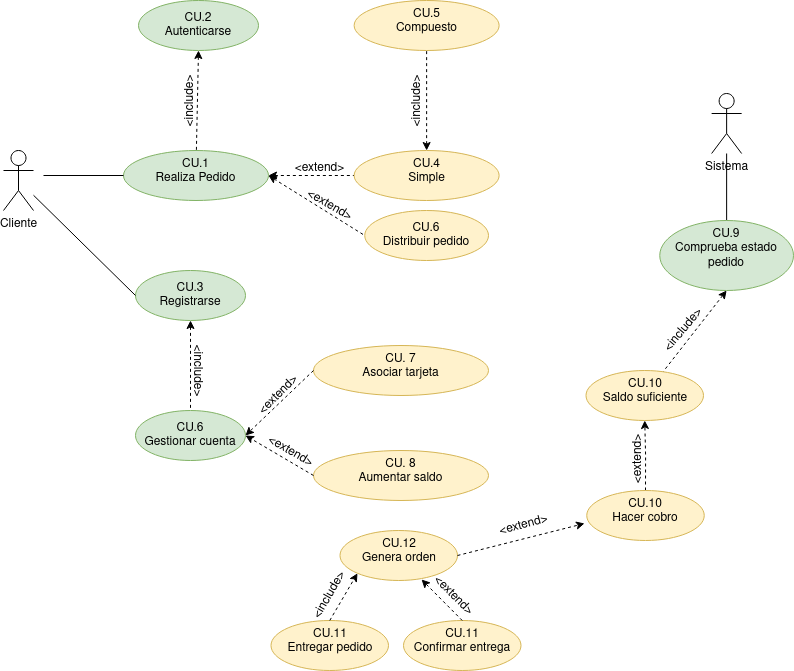 CU.2
Autenticarse
CU.5
Compuesto
<include>
<include>
CU.1
Realiza Pedido
<extend>
CU.4
Simple
<extend>
CU.6
Distribuir pedido
Cliente
Sistema
CU.9
Comprueba estado
pedido
CU.3
Registrarse
<include>
<include>
CU. 7
Asociar tarjeta
<extend>
CU.10
Saldo suficiente
CU.6
Gestionar cuenta
<extend>
CU. 8
Aumentar saldo
<extend>
CU.10
Hacer cobro
<extend>
CU.12
Genera orden
<include>
<extend>
CU.11
Entregar pedido
CU.11
Confirmar entrega